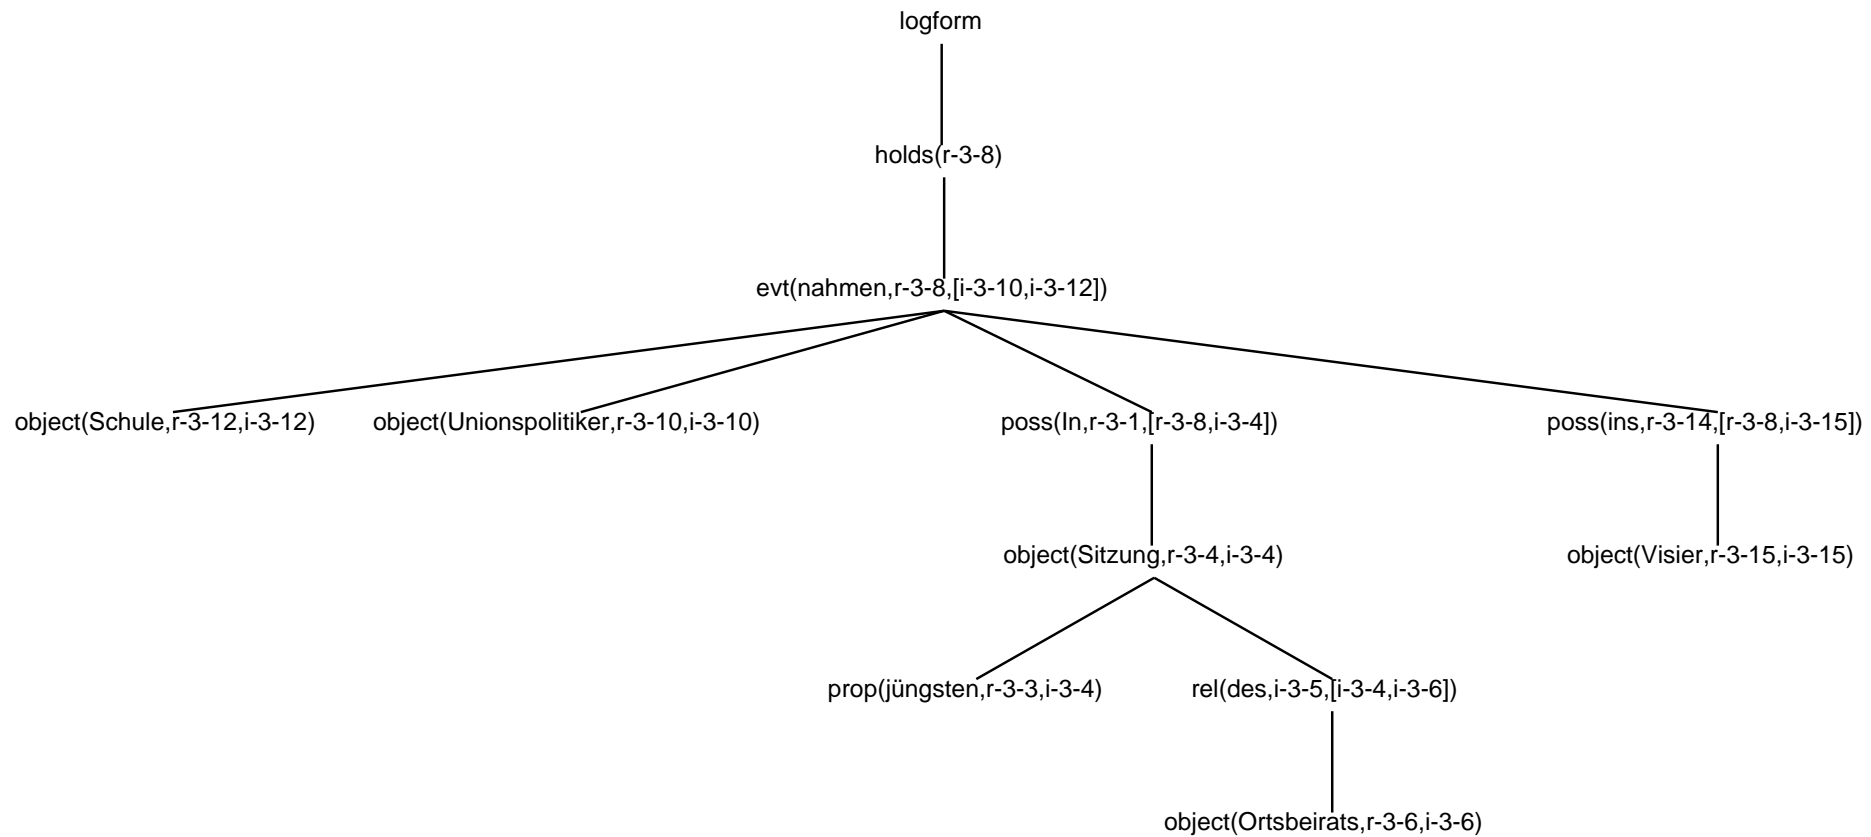 logform
holds(r-3-8)
evt(nahmen,r-3-8,[i-3-10,i-3-12])
object(Schule,r-3-12,i-3-12) object(Unionspolitiker,r-3-10,i-3-10) poss(In,r-3-1,[r-3-8,i-3-4]) poss(ins,r-3-14,[r-3-8,i-3-15])
object(Sitzung,r-3-4,i-3-4) object(Visier,r-3-15,i-3-15)
prop(jüngsten,r-3-3,i-3-4) rel(des,i-3-5,[i-3-4,i-3-6])
object(Ortsbeirats,r-3-6,i-3-6)